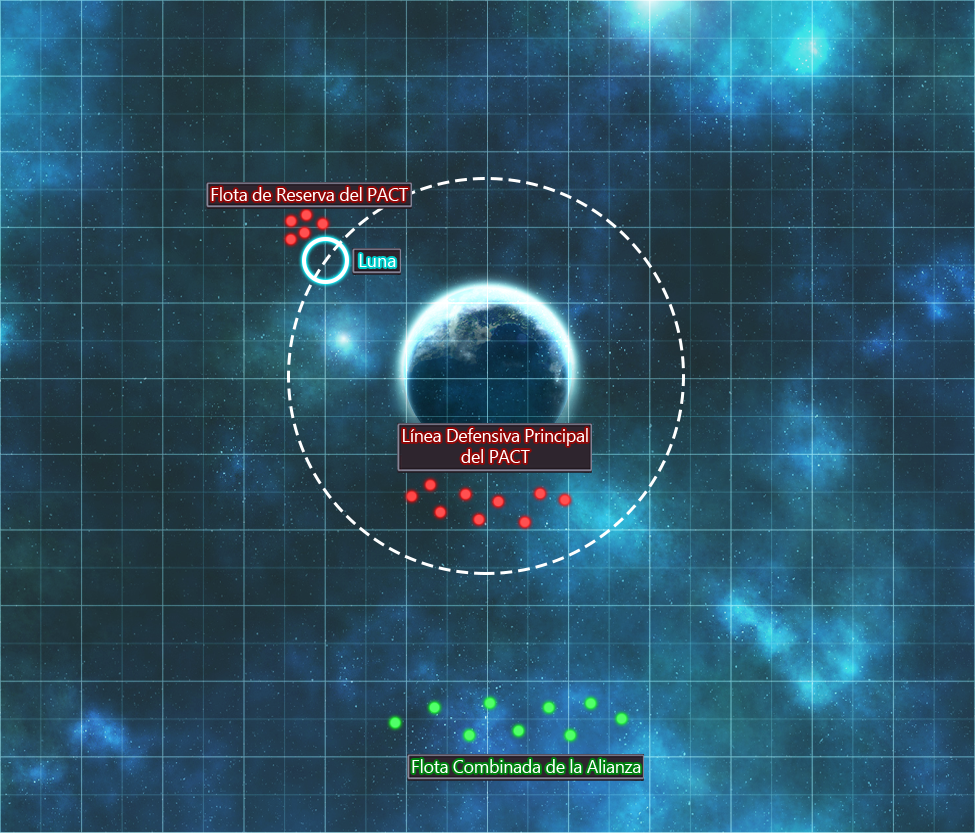 Flota de Reserva del PACT
Luna
Línea Defensiva Principal
del PACT
Flota Combinada de la Alianza